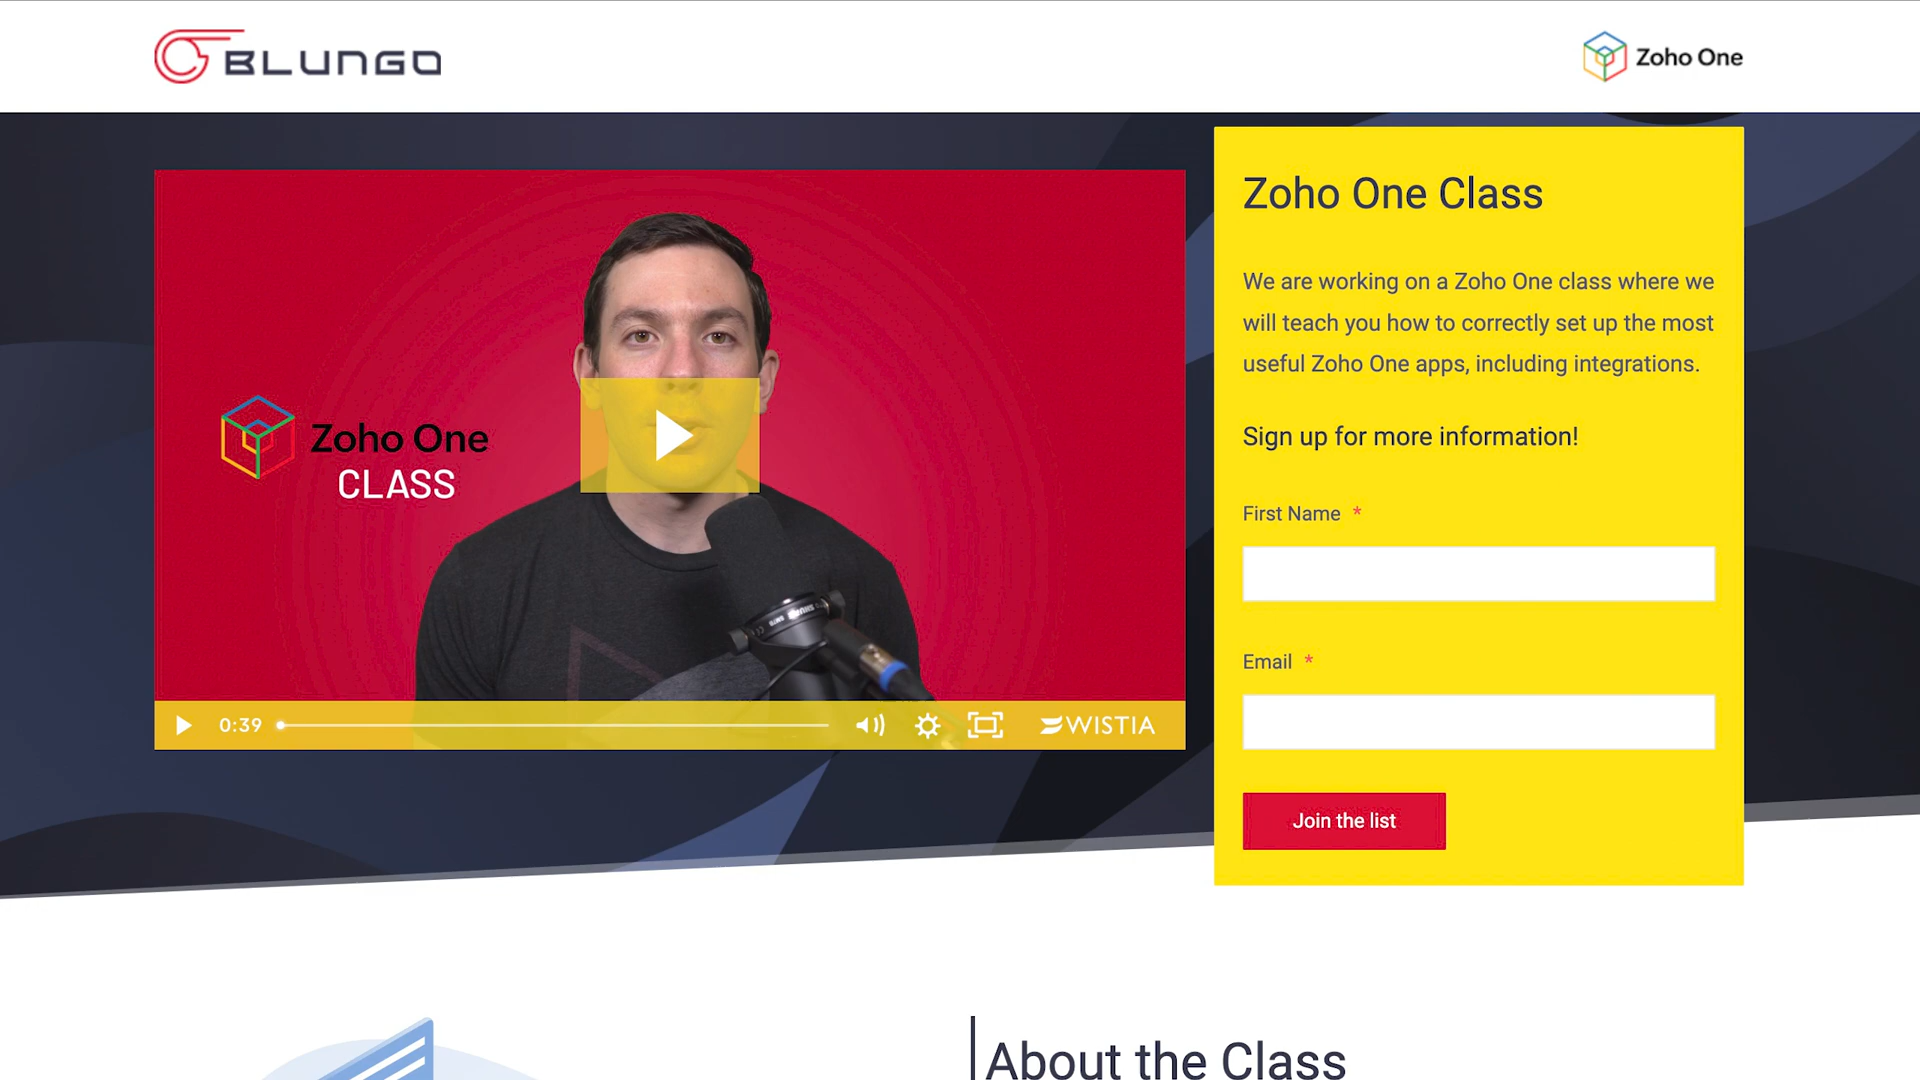 BLUNGO
Zoho One
Zoho One Class
We are working on a Zoho One class where we
will teach you how to correctly set up the most
useful Zoho One apps, including integrations.
Sign up for more information!
First Name *
Email *
Join the list
Zoho One
CLASS
0:39
WISTIA
About the Class